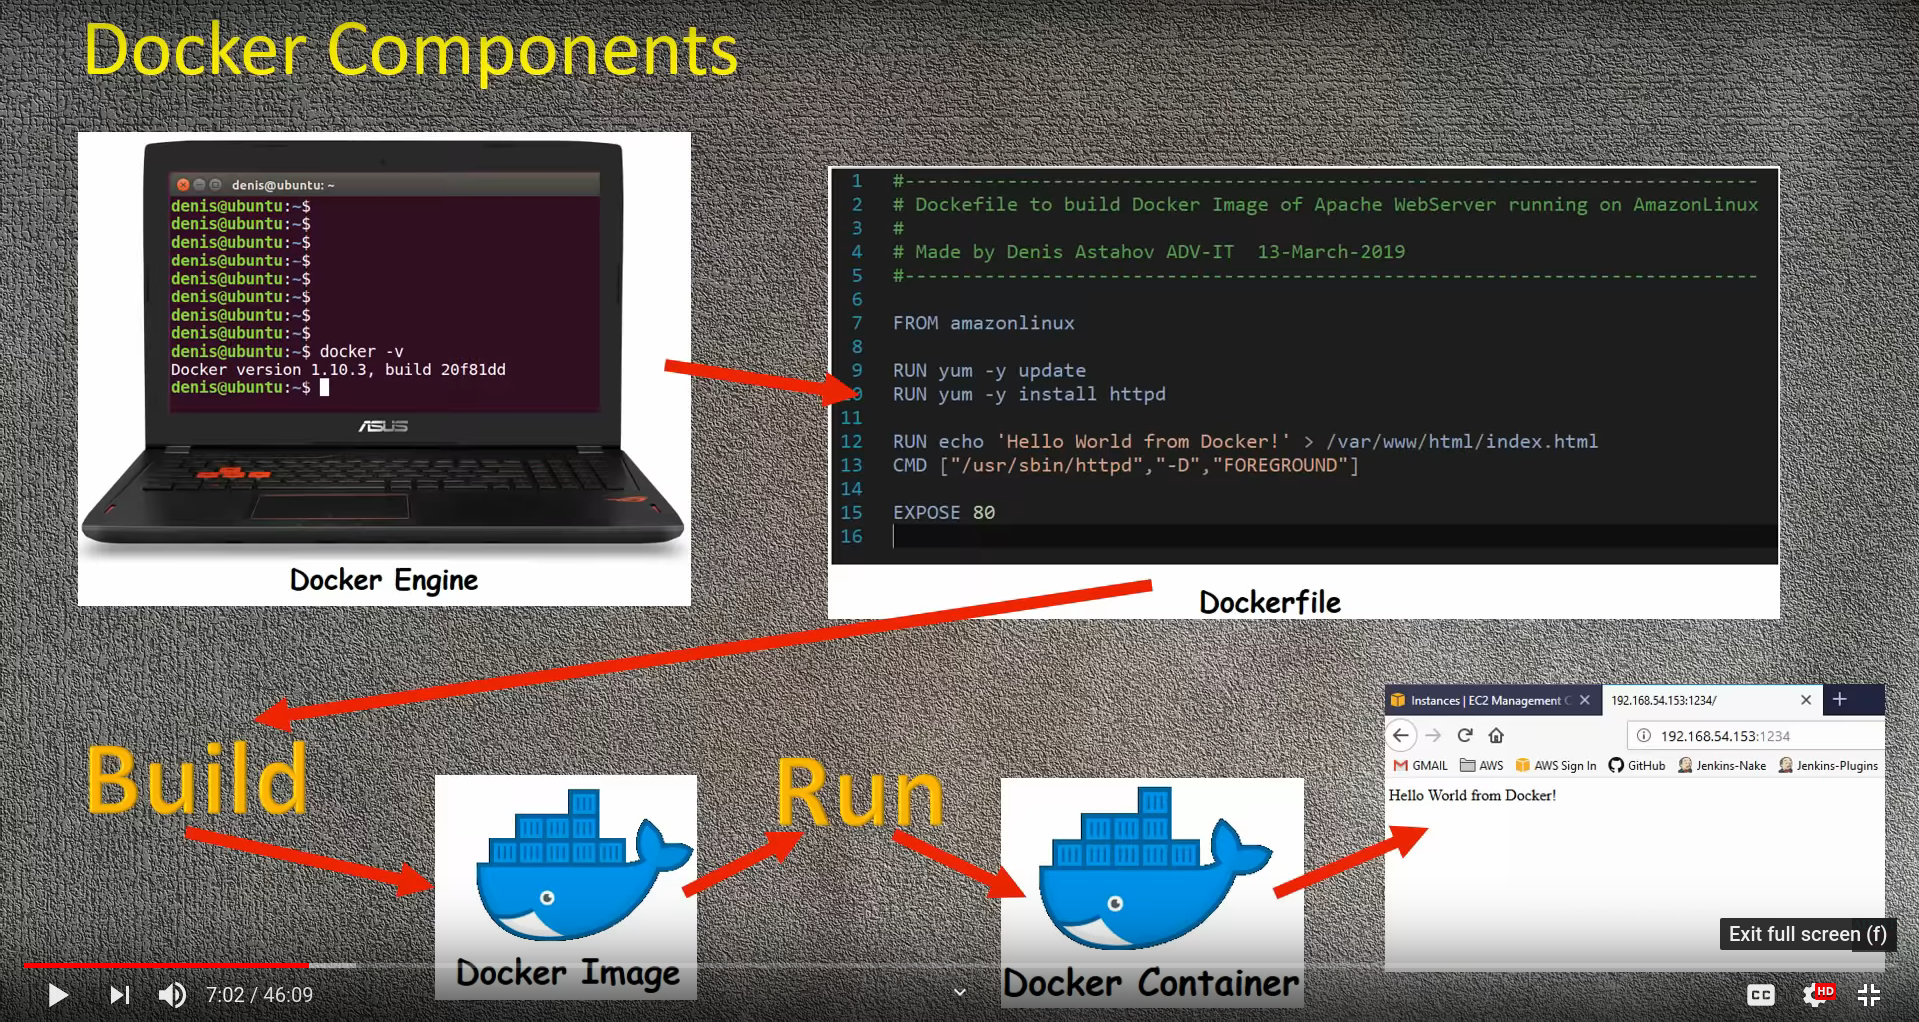 Docker Components
denis@ubuntu: ~
denis@ubuntu:~$
denis@ubuntu:~$
denis@ubuntu:~$
denis@ubuntu:~$
denis@ubuntu:~$
denis@ubuntu:~$
denis@ubuntu:~$
denis@ubuntu:~$
denis@ubuntu:~$ docker -v
Docker version 1.10.3, build 20f81dd
denis@ubuntu:~$
ASUS
Docker Engine
1 #---------------------------------------------------------------------------
2 # Dockefile to build Docker Image of Apache WebServer running on AmazonLinux
3 #
4 # Made by Denis Astahov ADV-IT  13-March-2019
5 #---------------------------------------------------------------------------
6
7 FROM amazonlinux
8
9 RUN yum -y update
10 RUN yum -y install httpd
11
12 RUN echo 'Hello World from Docker!' > /var/www/html/index.html
13 CMD ["/usr/sbin/httpd","-D","FOREGROUND"]
14
15 EXPOSE 80
16
Dockerfile
Build
Docker Image
Run
Docker Container
Instances | EC2 Management C 192.168.54.153:1234/
192.168.54.153:1234
GMAIL AWS AWS Sign In GitHub Jenkins-Nake Jenkins-Plugins
Hello World from Docker!
Exit full screen (f)
7:02 / 46:09
CC HD